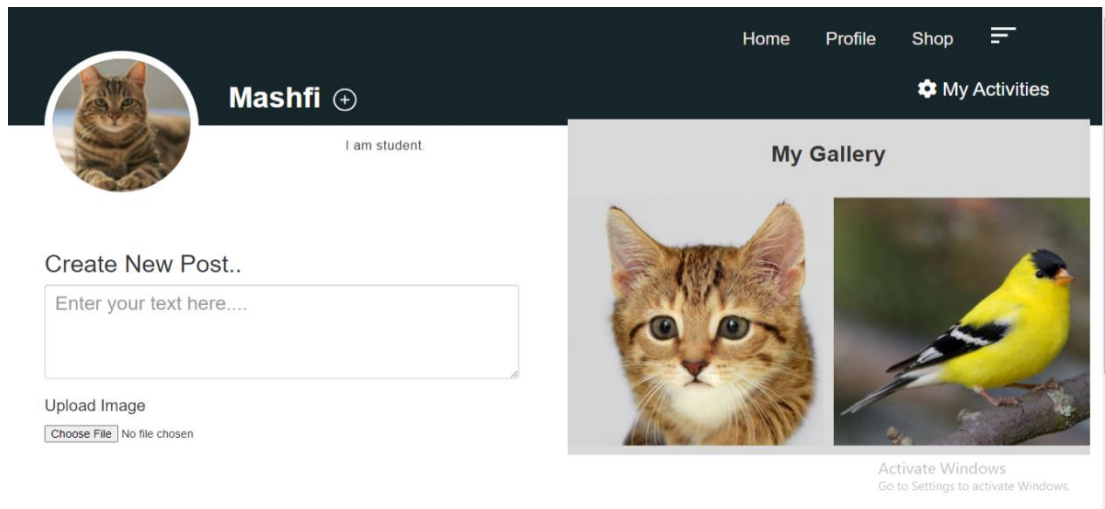 Home Profile Shop
My Activities
Mashfi
I am student.
My Gallery
Create New Post..
Enter your text here....
Upload Image
Choose File No file chosen
Activate Windows
Go to Settings to activate Windows.